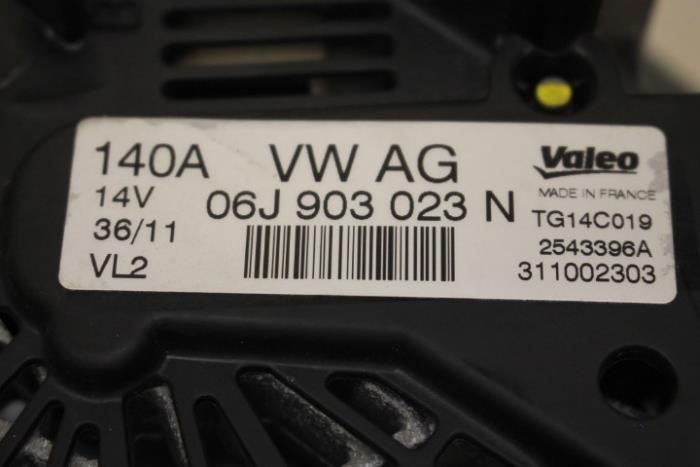 140A VW AG Valeo
14V 06J 903 023 N MADE IN FRANCE
36/11 TG14C019
VL2 2543396A
311002303